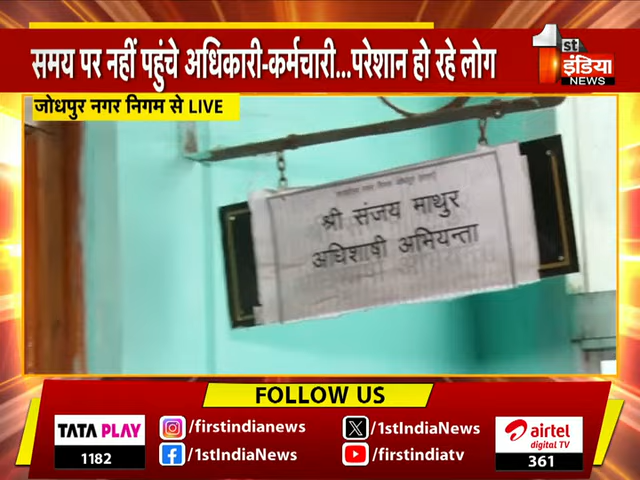 समय पर नहीं पहुंचे अधिकारी-कर्मचारी...परेशान हो रहे लोग
1st
इंडिया
NEWS
जोधपुर नगर निगम से LIVE
श्री संजय माथुर
अधिशाषी अभियन्ता
FOLLOW US
TATA PLAY
1182
/firstindianews
/1stIndiaNews
/1stIndiaNews
/firstindiatv
airtel
digital TV
361